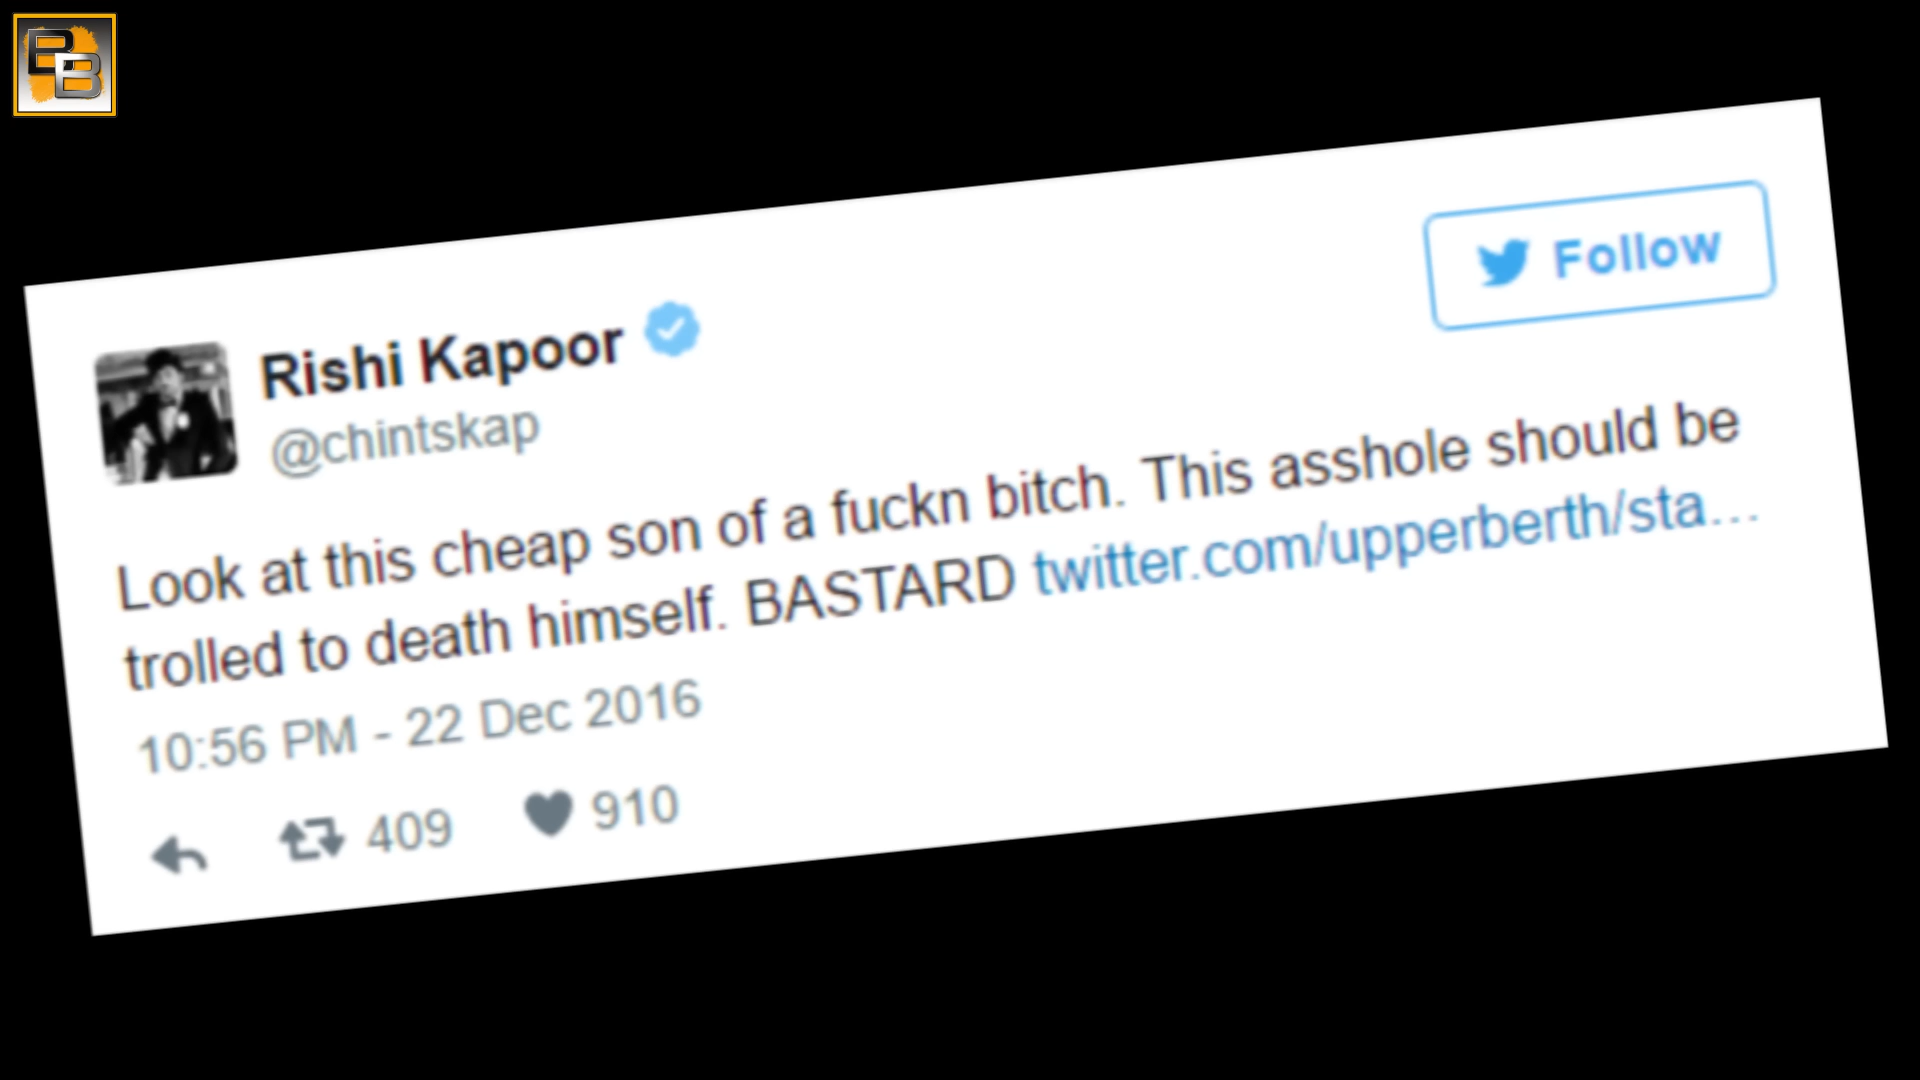 BB
Follow
Rishi Kapoor
@chintskap
Look at this cheap son of a fuckn bitch. This asshole should be
trolled to death himself. BASTARD twitter.com/upperberth/sta...
10:56 PM - 22 Dec 2016
409 910